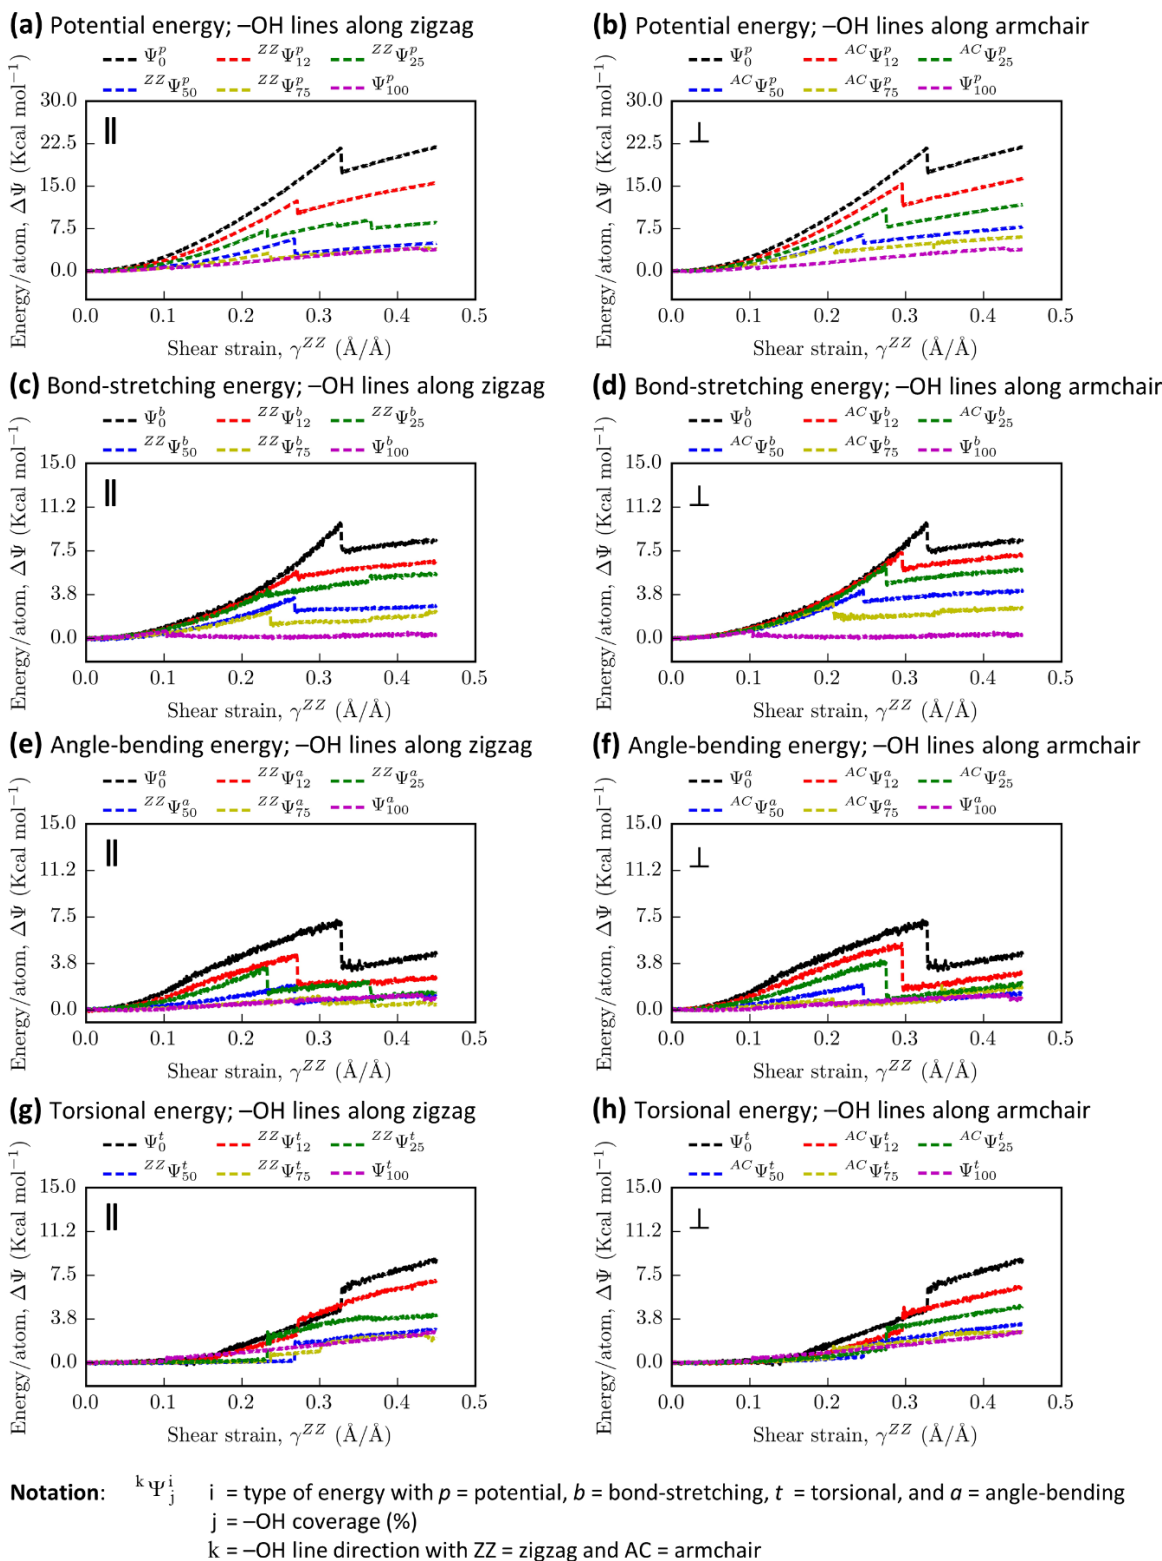 (a) Potential energy; –OH lines along zigzag
Ψ₀ᵖ ᶻᶻΨ₁₂ᵖ ᶻᶻΨ₂₅ᵖ
ᶻᶻΨ₅₀ᵖ ᶻᶻΨ₇₅ᵖ Ψ₁₀₀ᵖ
Energy/atom, ΔΨ (Kcal mol⁻¹)
30.0
22.5
15.0
7.5
0.0
||
0.0 0.1 0.2 0.3 0.4 0.5
Shear strain, γ^{ZZ} (Å/Å)
(b) Potential energy; –OH lines along armchair
Ψ₀ᵖ ᴬᶜΨ₁₂ᵖ ᴬᶜΨ₂₅ᵖ
ᴬᶜΨ₅₀ᵖ ᴬᶜΨ₇₅ᵖ Ψ₁₀₀ᵖ
Energy/atom, ΔΨ (Kcal mol⁻¹)
30.0
22.5
15.0
7.5
0.0
⊥
0.0 0.1 0.2 0.3 0.4 0.5
Shear strain, γ^{ZZ} (Å/Å)
(c) Bond-stretching energy; –OH lines along zigzag
Ψ₀ᵇ ᶻᶻΨ₁₂ᵇ ᶻᶻΨ₂₅ᵇ
ᶻᶻΨ₅₀ᵇ ᶻᶻΨ₇₅ᵇ Ψ₁₀₀ᵇ
Energy/atom, ΔΨ (Kcal mol⁻¹)
15.0
11.2
7.5
3.8
0.0
||
0.0 0.1 0.2 0.3 0.4 0.5
Shear strain, γ^{ZZ} (Å/Å)
(d) Bond-stretching energy; –OH lines along armchair
Ψ₀ᵇ ᴬᶜΨ₁₂ᵇ ᴬᶜΨ₂₅ᵇ
ᴬᶜΨ₅₀ᵇ ᴬᶜΨ₇₅ᵇ Ψ₁₀₀ᵇ
Energy/atom, ΔΨ (Kcal mol⁻¹)
15.0
11.2
7.5
3.8
0.0
⊥
0.0 0.1 0.2 0.3 0.4 0.5
Shear strain, γ^{ZZ} (Å/Å)
(e) Angle-bending energy; –OH lines along zigzag
Ψ₀ᵃ ᶻᶻΨ₁₂ᵃ ᶻᶻΨ₂₅ᵃ
ᶻᶻΨ₅₀ᵃ ᶻᶻΨ₇₅ᵃ Ψ₁₀₀ᵃ
Energy/atom, ΔΨ (Kcal mol⁻¹)
15.0
11.2
7.5
3.8
0.0
||
0.0 0.1 0.2 0.3 0.4 0.5
Shear strain, γ^{ZZ} (Å/Å)
(f) Angle-bending energy; –OH lines along armchair
Ψ₀ᵃ ᴬᶜΨ₁₂ᵃ ᴬᶜΨ₂₅ᵃ
ᴬᶜΨ₅₀ᵃ ᴬᶜΨ₇₅ᵃ Ψ₁₀₀ᵃ
Energy/atom, ΔΨ (Kcal mol⁻¹)
15.0
11.2
7.5
3.8
0.0
⊥
0.0 0.1 0.2 0.3 0.4 0.5
Shear strain, γ^{ZZ} (Å/Å)
(g) Torsional energy; –OH lines along zigzag
Ψ₀ᵗ ᶻᶻΨ₁₂ᵗ ᶻᶻΨ₂₅ᵗ
ᶻᶻΨ₅₀ᵗ ᶻᶻΨ₇₅ᵗ Ψ₁₀₀ᵗ
Energy/atom, ΔΨ (Kcal mol⁻¹)
15.0
11.2
7.5
3.8
0.0
||
0.0 0.1 0.2 0.3 0.4 0.5
Shear strain, γ^{ZZ} (Å/Å)
(h) Torsional energy; –OH lines along armchair
Ψ₀ᵗ ᴬᶜΨ₁₂ᵗ ᴬᶜΨ₂₅ᵗ
ᴬᶜΨ₅₀ᵗ ᴬᶜΨ₇₅ᵗ Ψ₁₀₀ᵗ
Energy/atom, ΔΨ (Kcal mol⁻¹)
15.0
11.2
7.5
3.8
0.0
⊥
0.0 0.1 0.2 0.3 0.4 0.5
Shear strain, γ^{ZZ} (Å/Å)
Notation: ᵏΨⱼⁱ i = type of energy with p = potential, b = bond-stretching, t = torsional, and a = angle-bending
j = –OH coverage (%)
k = –OH line direction with ZZ = zigzag and AC = armchair